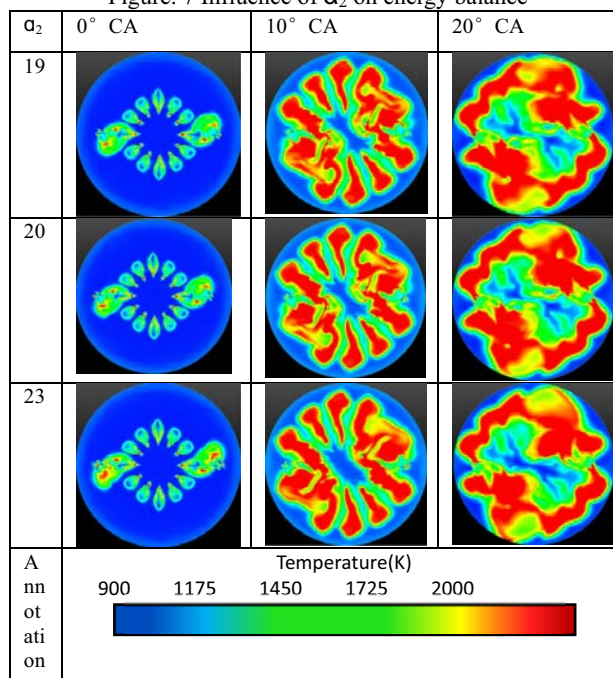 Figure. 7 Influence of α₂ on energy balance
α₂ 0° CA 10° CA 20° CA
19
20
23
A
nn
ot
ati
on
Temperature(K)
900 1175 1450 1725 2000